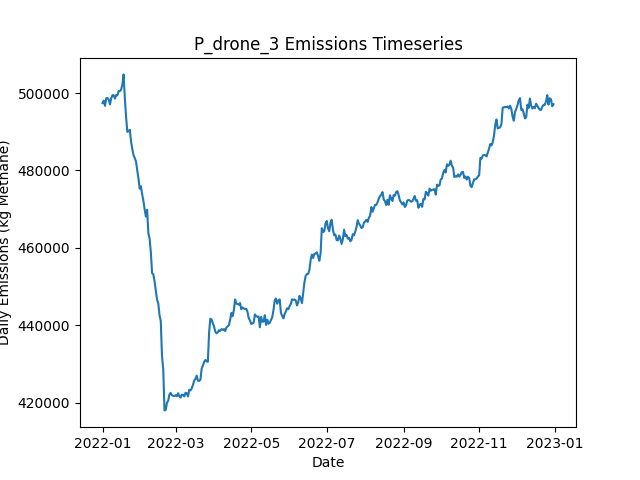 P_drone_3 Emissions Timeseries
Daily Emissions (kg Methane)
500000
480000
460000
440000
420000
2022-01 2022-03 2022-05 2022-07 2022-09 2022-11 2023-01
Date